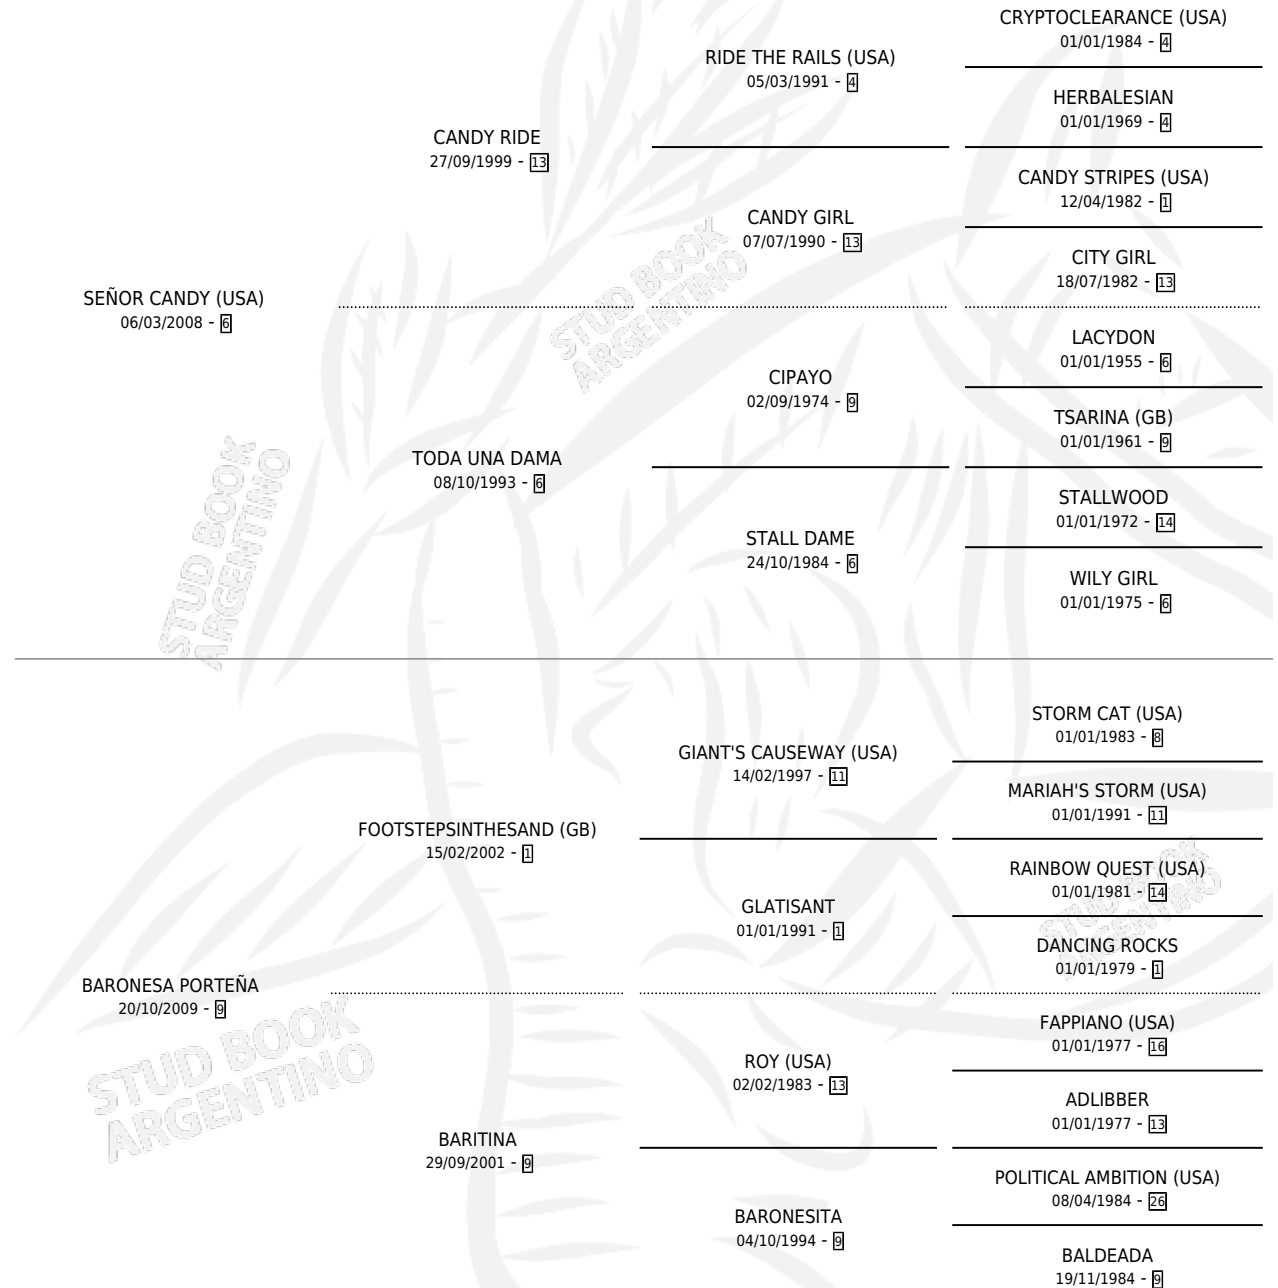 CRYPTOCLEARANCE (USA)
01/01/1984 - 4
RIDE THE RAILS (USA)
05/03/1991 - 4
HERBALESIAN
01/01/1969 - 4
CANDY RIDE
27/09/1999 - 13
CANDY STRIPES (USA)
12/04/1982 - 1
CANDY GIRL
07/07/1990 - 13
CITY GIRL
18/07/1982 - 13
SEÑOR CANDY (USA)
06/03/2008 - 6
LACYDON
01/01/1955 - 6
CIPAYO
02/09/1974 - 9
TSARINA (GB)
01/01/1961 - 9
TODA UNA DAMA
08/10/1993 - 6
STALLWOOD
01/01/1972 - 14
STALL DAME
24/10/1984 - 6
WILY GIRL
01/01/1975 - 6
STUD BOOK
ARGENTINO
STUD BOOK
ARGENTINO
STORM CAT (USA)
01/01/1983 - 8
GIANT'S CAUSEWAY (USA)
14/02/1997 - 11
MARIAH'S STORM (USA)
01/01/1991 - 11
FOOTSTEPSINTHESAND (GB)
15/02/2002 - 1
RAINBOW QUEST (USA)
01/01/1981 - 14
GLATISANT
01/01/1991 - 1
DANCING ROCKS
01/01/1979 - 1
STUD BOOK
ARGENTINO
BARONESA PORTEÑA
20/10/2009 - 9
FAPPIANO (USA)
01/01/1977 - 16
ROY (USA)
02/02/1983 - 13
ADLIBBER
01/01/1977 - 13
BARITINA
29/09/2001 - 9
POLITICAL AMBITION (USA)
08/04/1984 - 26
BARONESITA
04/10/1994 - 9
BALDEADA
19/11/1984 - 9
STUD BOOK
ARGENTINO